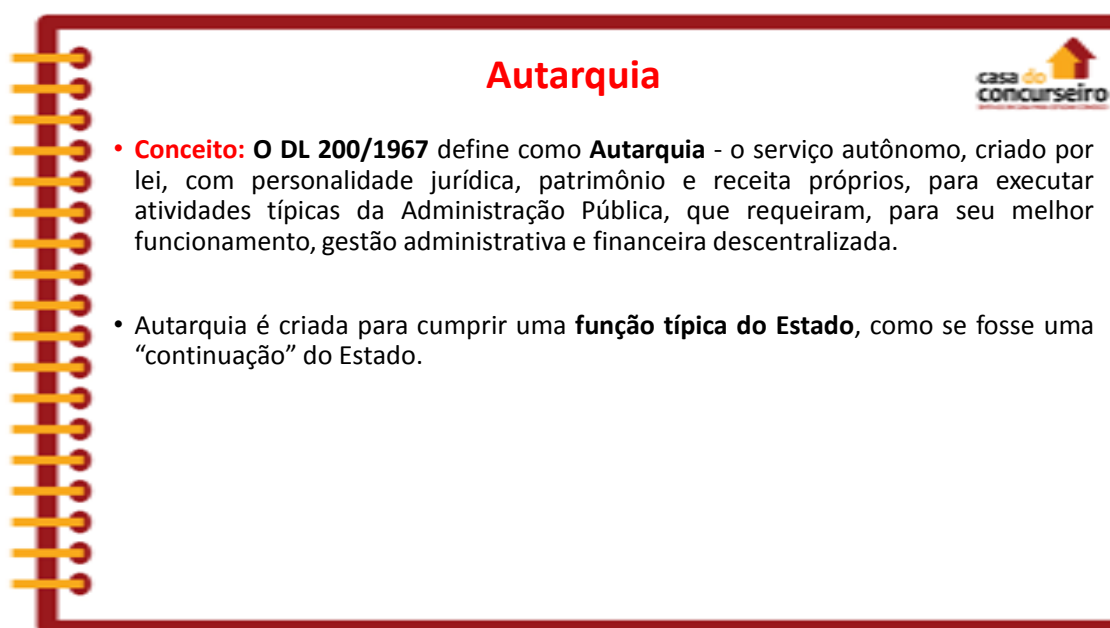 Autarquia
casa do
concurseiro
• Conceito: O DL 200/1967 define como Autarquia - o serviço autônomo, criado por
lei, com personalidade jurídica, patrimônio e receita próprios, para executar
atividades típicas da Administração Pública, que requeiram, para seu melhor
funcionamento, gestão administrativa e financeira descentralizada.
• Autarquia é criada para cumprir uma função típica do Estado, como se fosse uma
“continuação” do Estado.